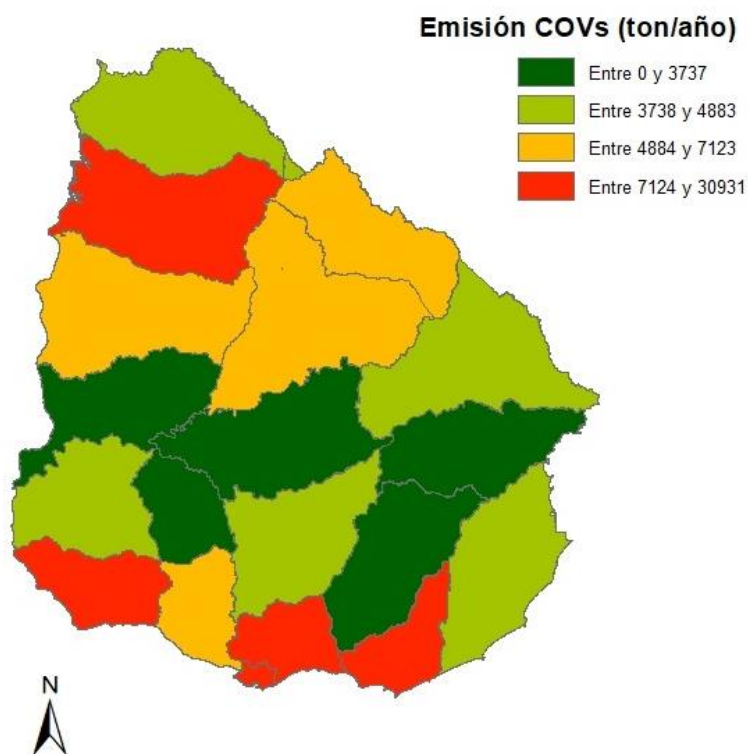 Emisión COVs (ton/año)
Entre 0 y 3737
Entre 3738 y 4883
Entre 4884 y 7123
Entre 7124 y 30931
N